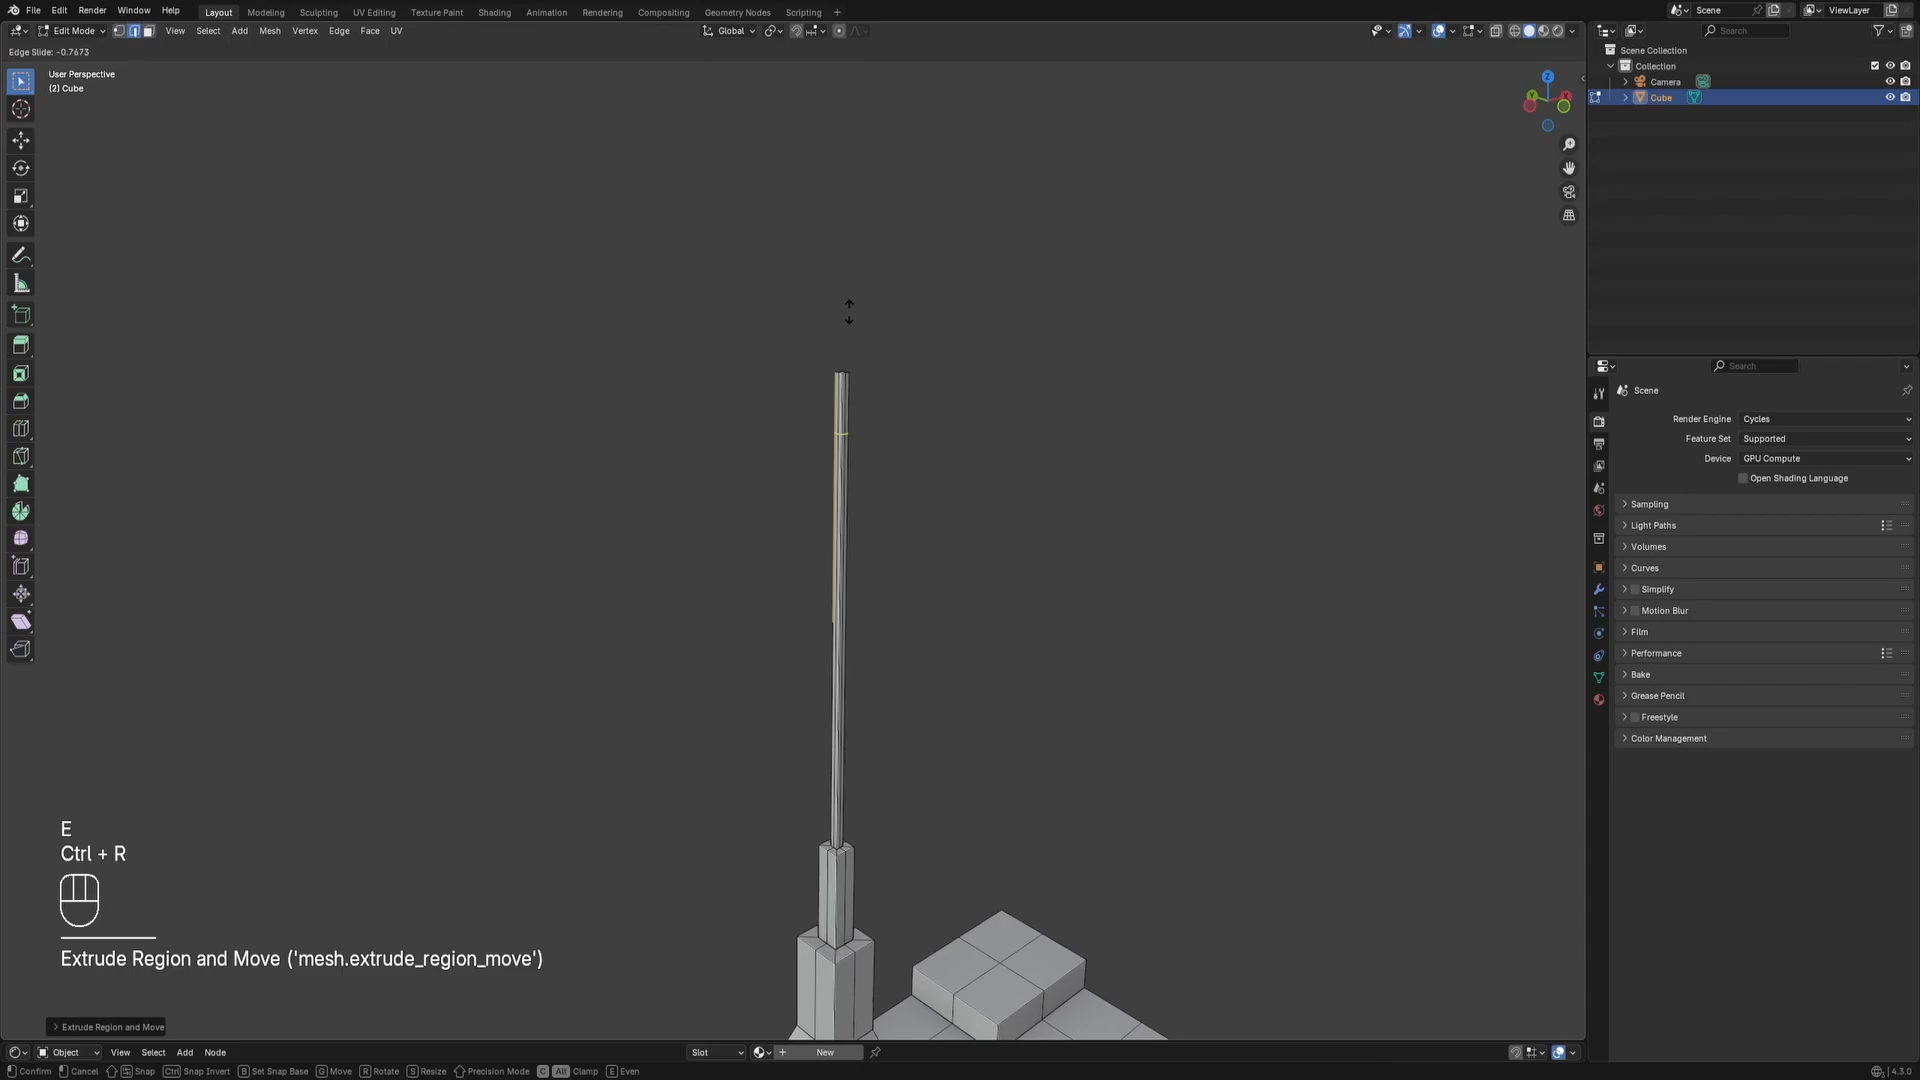 File Edit Render Window Help Layout Modeling Sculpting UV Editing Texture Paint Shading Animation Rendering Compositing Geometry Nodes Scripting + Scene ViewLayer
Edit Mode View Select Add Mesh Vertex Edge Face UV Global Search
Edge Slide: -0.7673
User Perspective
(2) Cube
Z
Y X
Scene Collection
Collection
Camera
Cube
Search
Scene
Render Engine Cycles
Feature Set Supported
Device GPU Compute
Open Shading Language
Sampling
Light Paths
Volumes
Curves
Simplify
Motion Blur
Film
Performance
Bake
Grease Pencil
Freestyle
Color Management
E
Ctrl + R
Extrude Region and Move ('mesh.extrude_region_move')
Extrude Region and Move
Object View Select Add Node Slot + New
Confirm Cancel Snap Ctrl Snap Invert B Set Snap Base G Move R Rotate S Resize Precision Mode C Alt Clamp E Even 4.3.0